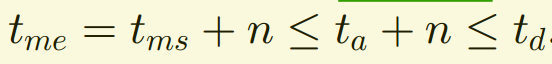 t_{me} = t_{ms} + n ≤ t_a + n ≤ t_d.